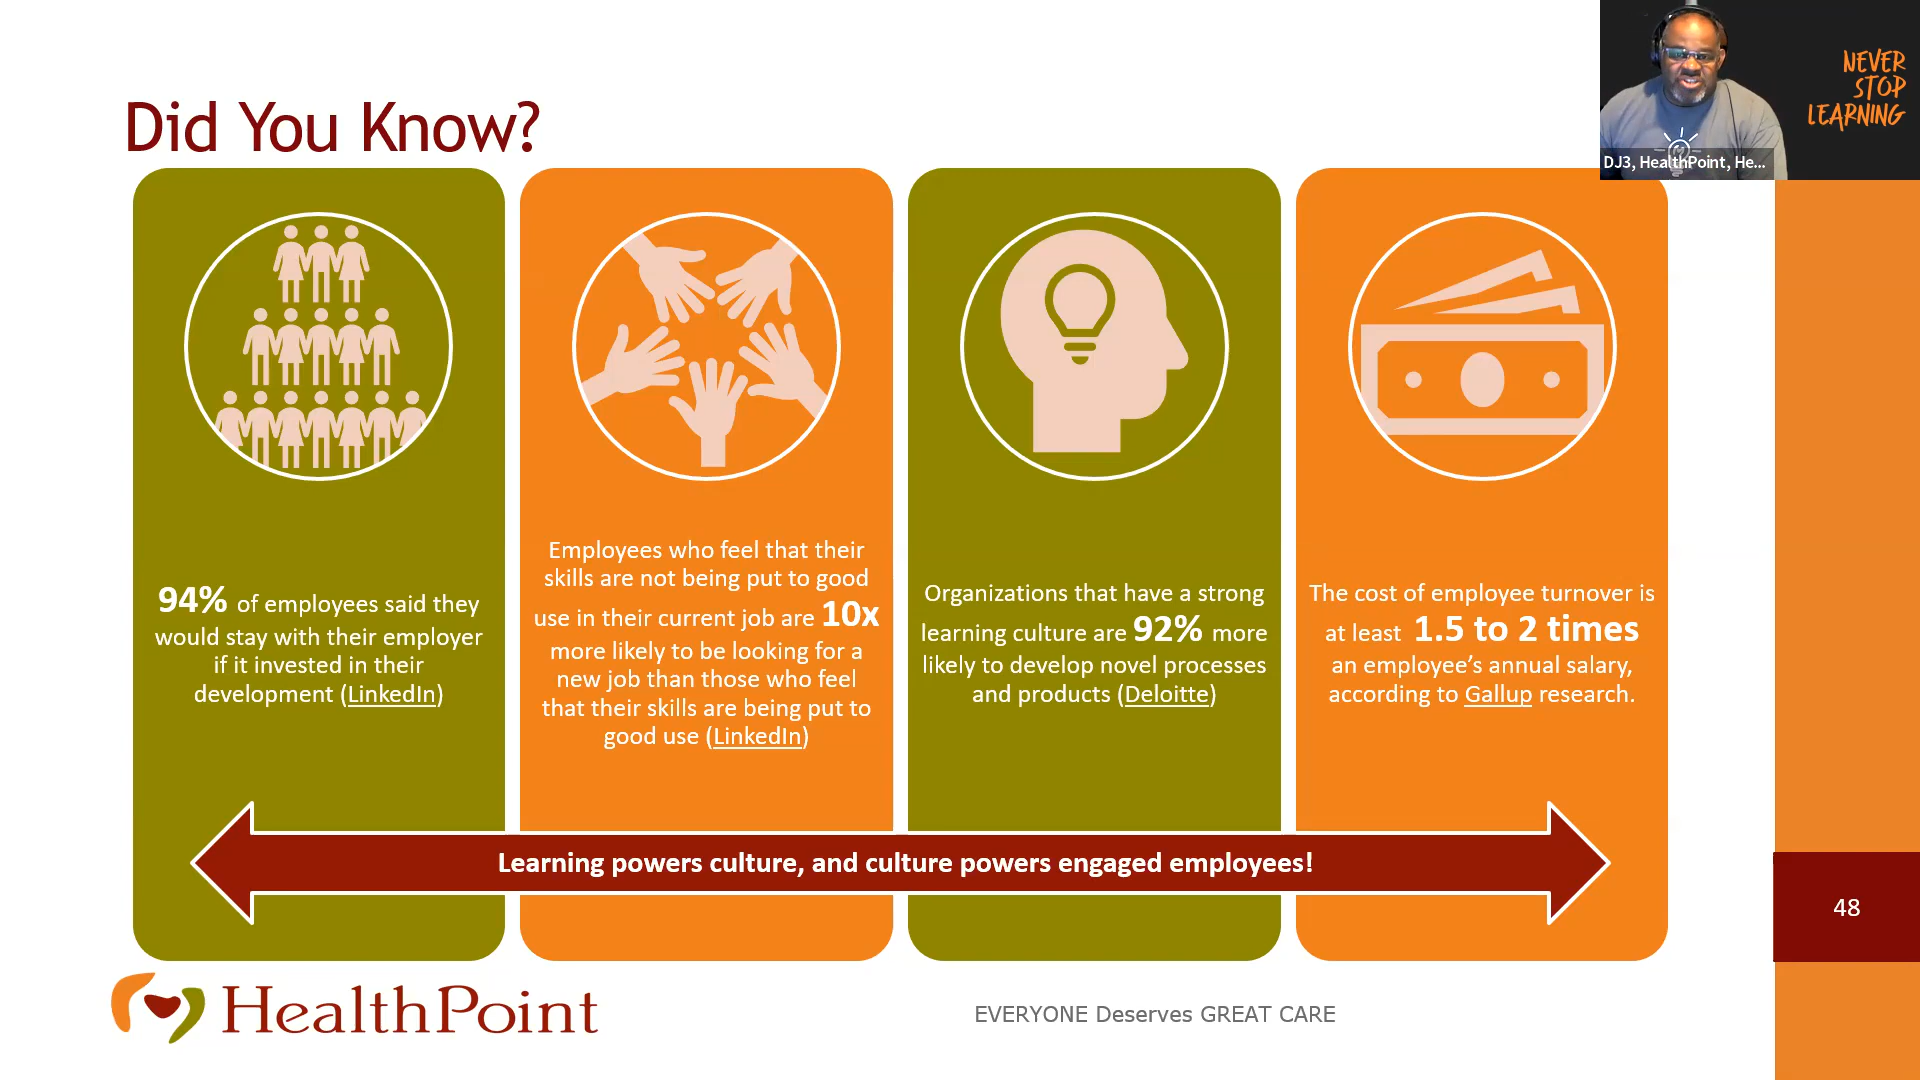 NEVER
STOP
LEARNING
DJ3, HealthPoint, He...
Did You Know?
94% of employees said they
would stay with their employer
if it invested in their
development (LinkedIn)
Employees who feel that their
skills are not being put to good
use in their current job are 10x
more likely to be looking for a
new job than those who feel
that their skills are being put to
good use (LinkedIn)
Organizations that have a strong
learning culture are 92% more
likely to develop novel processes
and products (Deloitte)
The cost of employee turnover is
at least 1.5 to 2 times
an employee's annual salary,
according to Gallup research.
Learning powers culture, and culture powers engaged employees!
48
HealthPoint
EVERYONE Deserves GREAT CARE